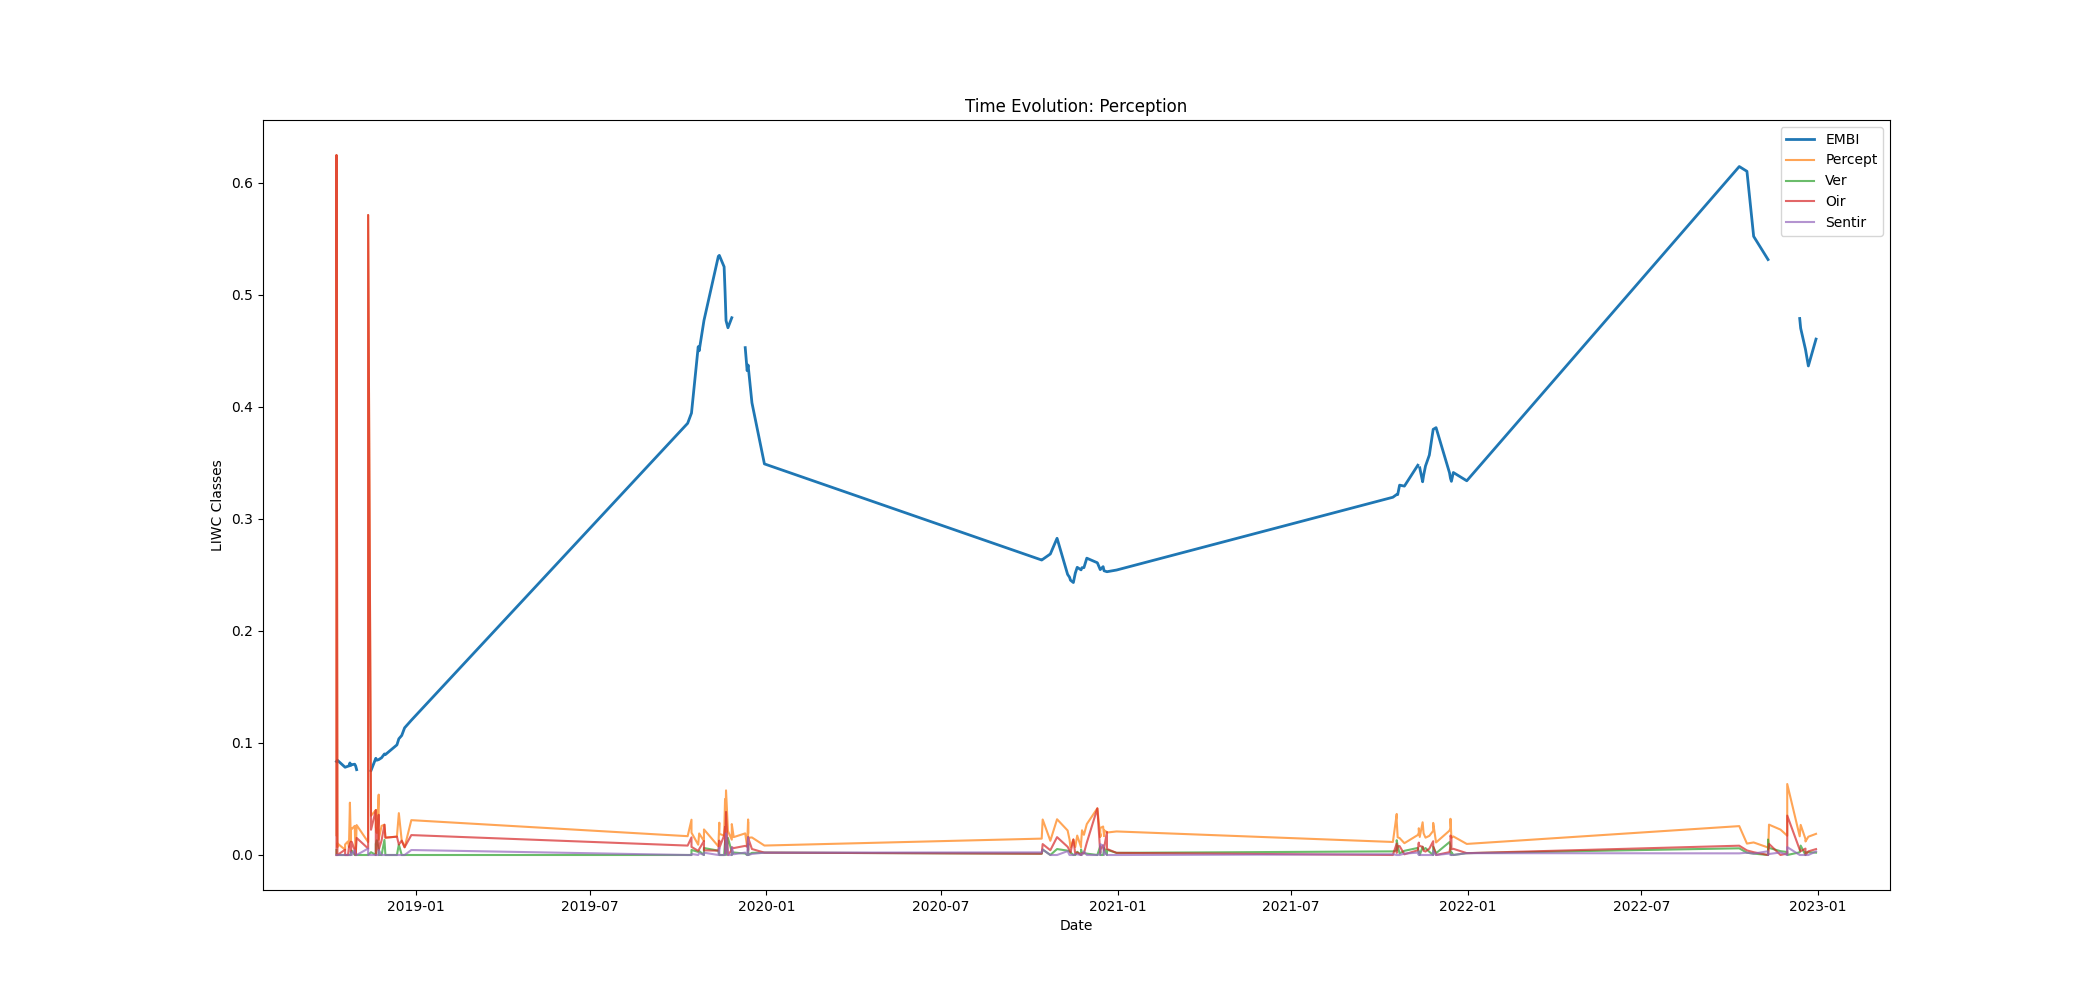 Time Evolution: Perception
EMBI
Percept
Ver
Oir
Sentir
LIWC Classes
0.6
0.5
0.4
0.3
0.2
0.1
0.0
2019-01
2019-07
2020-01
2020-07
2021-01
2021-07
2022-01
2022-07
2023-01
Date